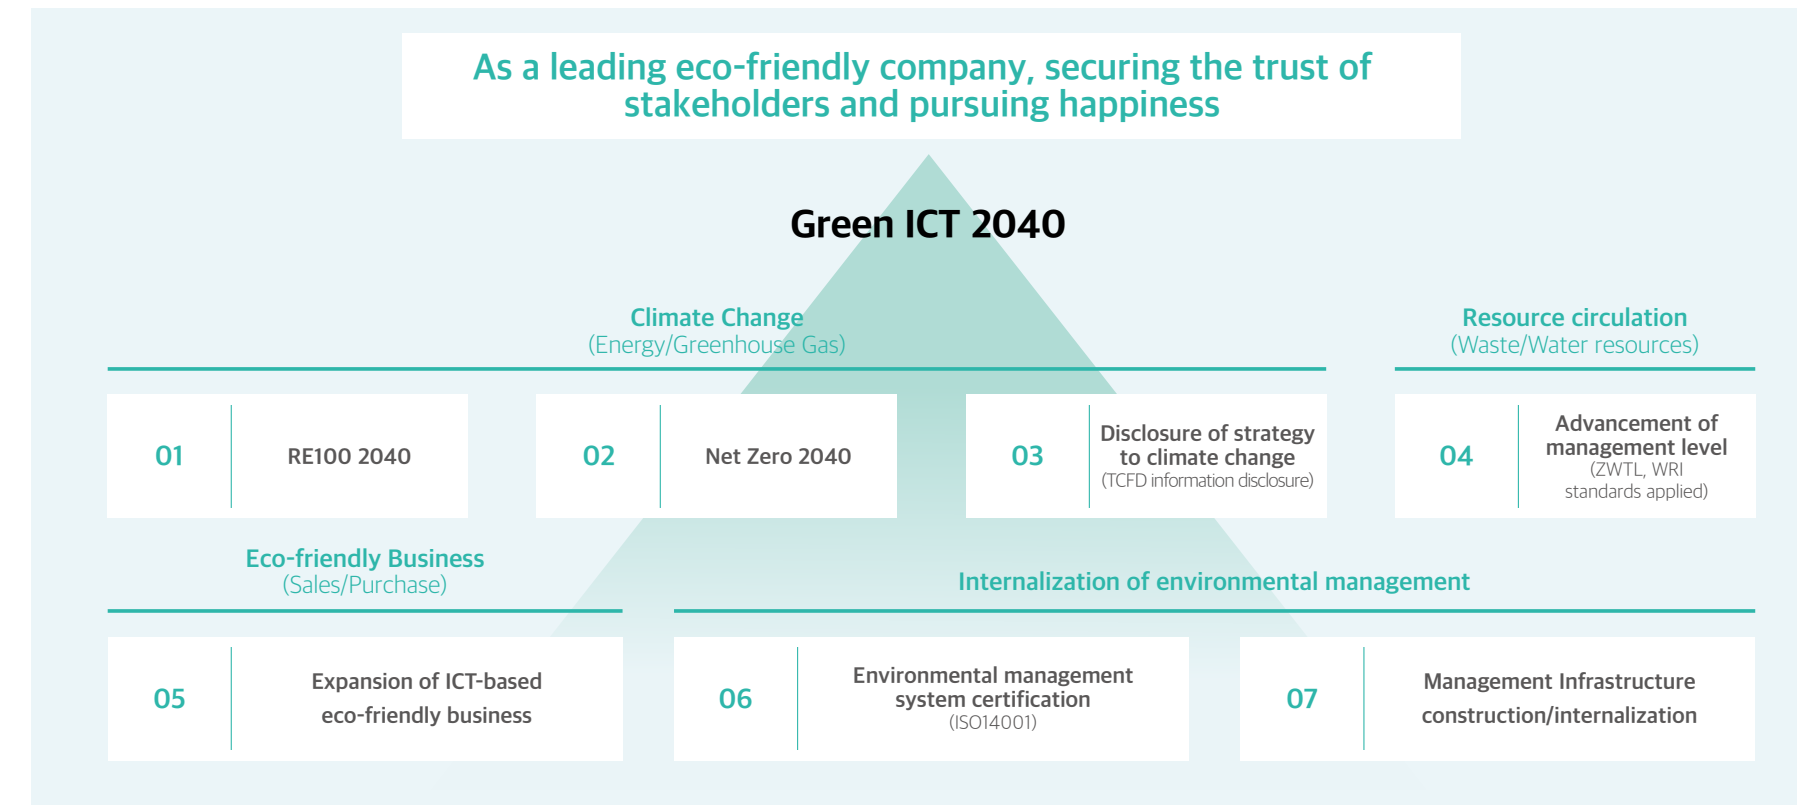 As a leading eco-friendly company, securing the trust of
stakeholders and pursuing happiness
Green ICT 2040
Climate Change
(Energy/Greenhouse Gas)
Resource circulation
(Waste/Water resources)
01
RE100 2040
02
Net Zero 2040
03
Disclosure of strategy
to climate change
(TCFD information disclosure)
04
Advancement of
management level
(ZWTL, WRI
standards applied)
Eco-friendly Business
(Sales/Purchase)
Internalization of environmental management
05
Expansion of ICT-based
eco-friendly business
06
Environmental management
system certification
(ISO14001)
07
Management Infrastructure
construction/internalization